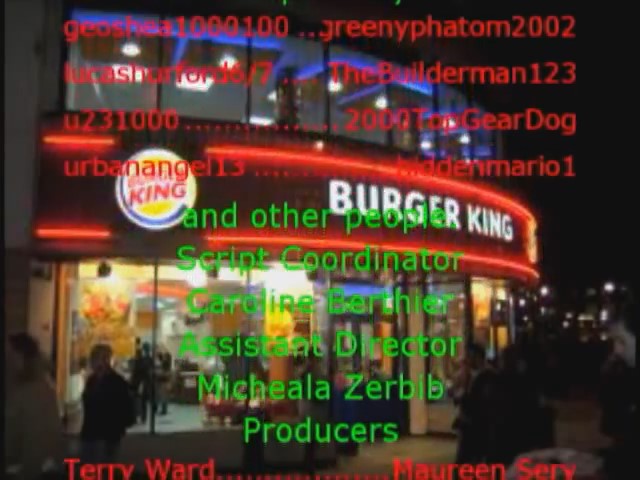 geoshea1000100 ...greenyphatom2002
lucashurford6/7 .... TheBuilderman123
u231000 ................ 2000TopGearDog
urbanangel13 ............... hiddenmario1
BURGER KING
BURGER KING
and other people.
Script Coordinator
Caroline Berthier
Assistant Director
Micheala Zerbib
Producers
Terry Ward..................Maureen Sery